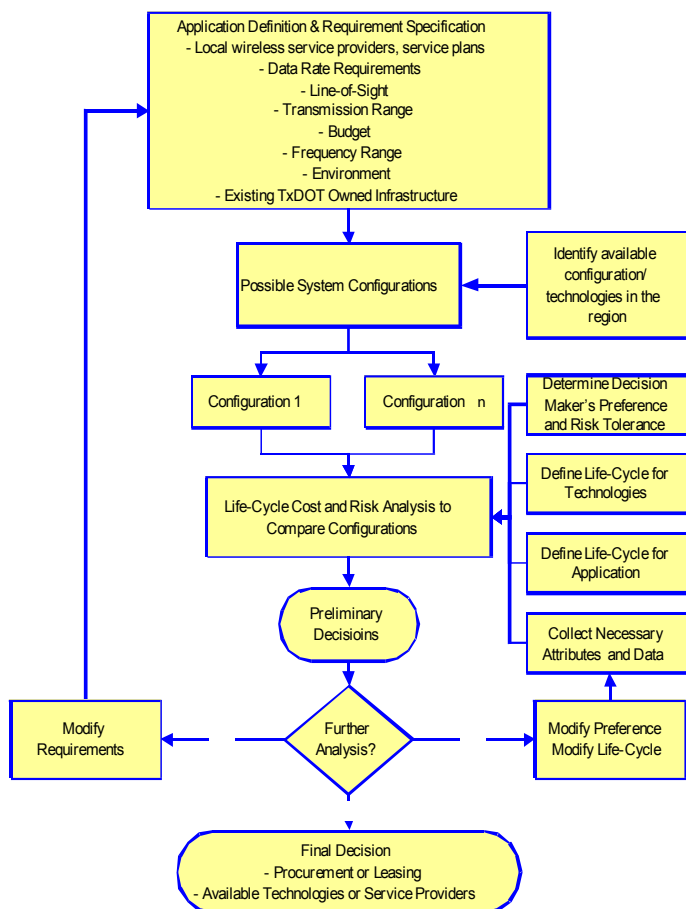 Application Definition & Requirement Specification
- Local wireless service providers, service plans
- Data Rate Requirements
- Line-of-Sight
- Transmission Range
- Budget
- Frequency Range
- Environment
- Existing TxDOT Owned Infrastructure
Possible System Configurations
Identify available
configuration/
technologies in the
region
Configuration 1
Configuration n
Determine Decision
Maker's Preference
and Risk Tolerance
Life-Cycle Cost and Risk Analysis to
Compare Configurations
Define Life-Cycle for
Technologies
Define Life-Cycle for
Application
Preliminary
Decisioins
Collect Necessary
Attributes and Data
Modify
Requirements
Further
Analysis?
Modify Preference
Modify Life-Cycle
Final Decision
- Procurement or Leasing
- Available Technologies or Service Providers